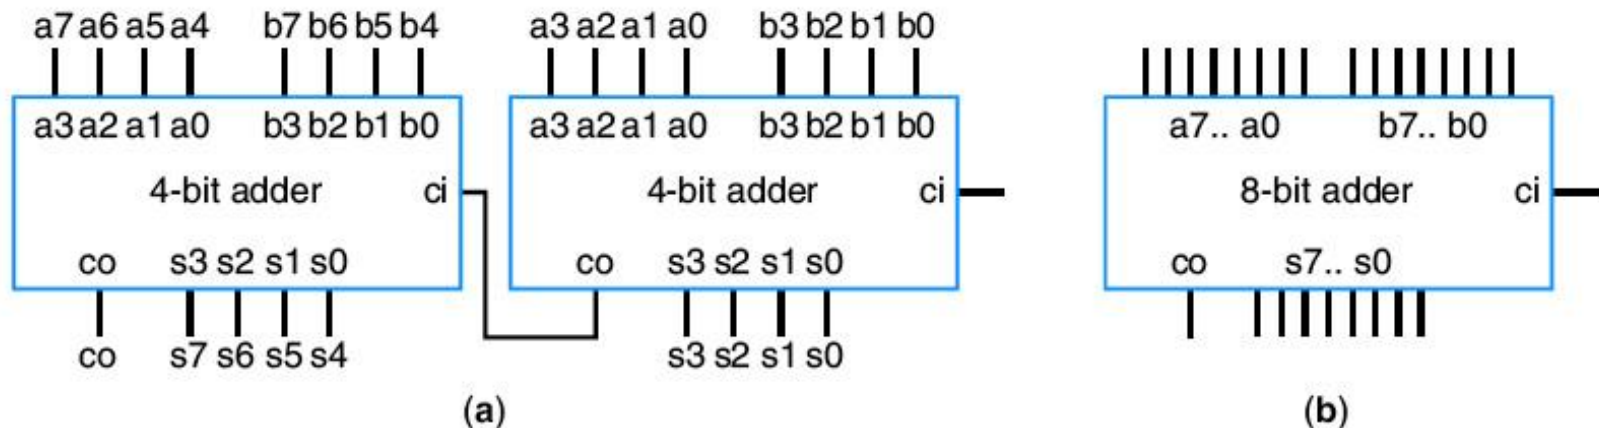 a7 a6 a5 a4 b7 b6 b5 b4 a3 a2 a1 a0 b3 b2 b1 b0
a3 a2 a1 a0 b3 b2 b1 b0 a3 a2 a1 a0 b3 b2 b1 b0 a7.. a0 b7.. b0
4-bit adder ci 4-bit adder ci 8-bit adder ci
co s3 s2 s1 s0 co s3 s2 s1 s0 co s7.. s0
co s7 s6 s5 s4 s3 s2 s1 s0
(a) (b)